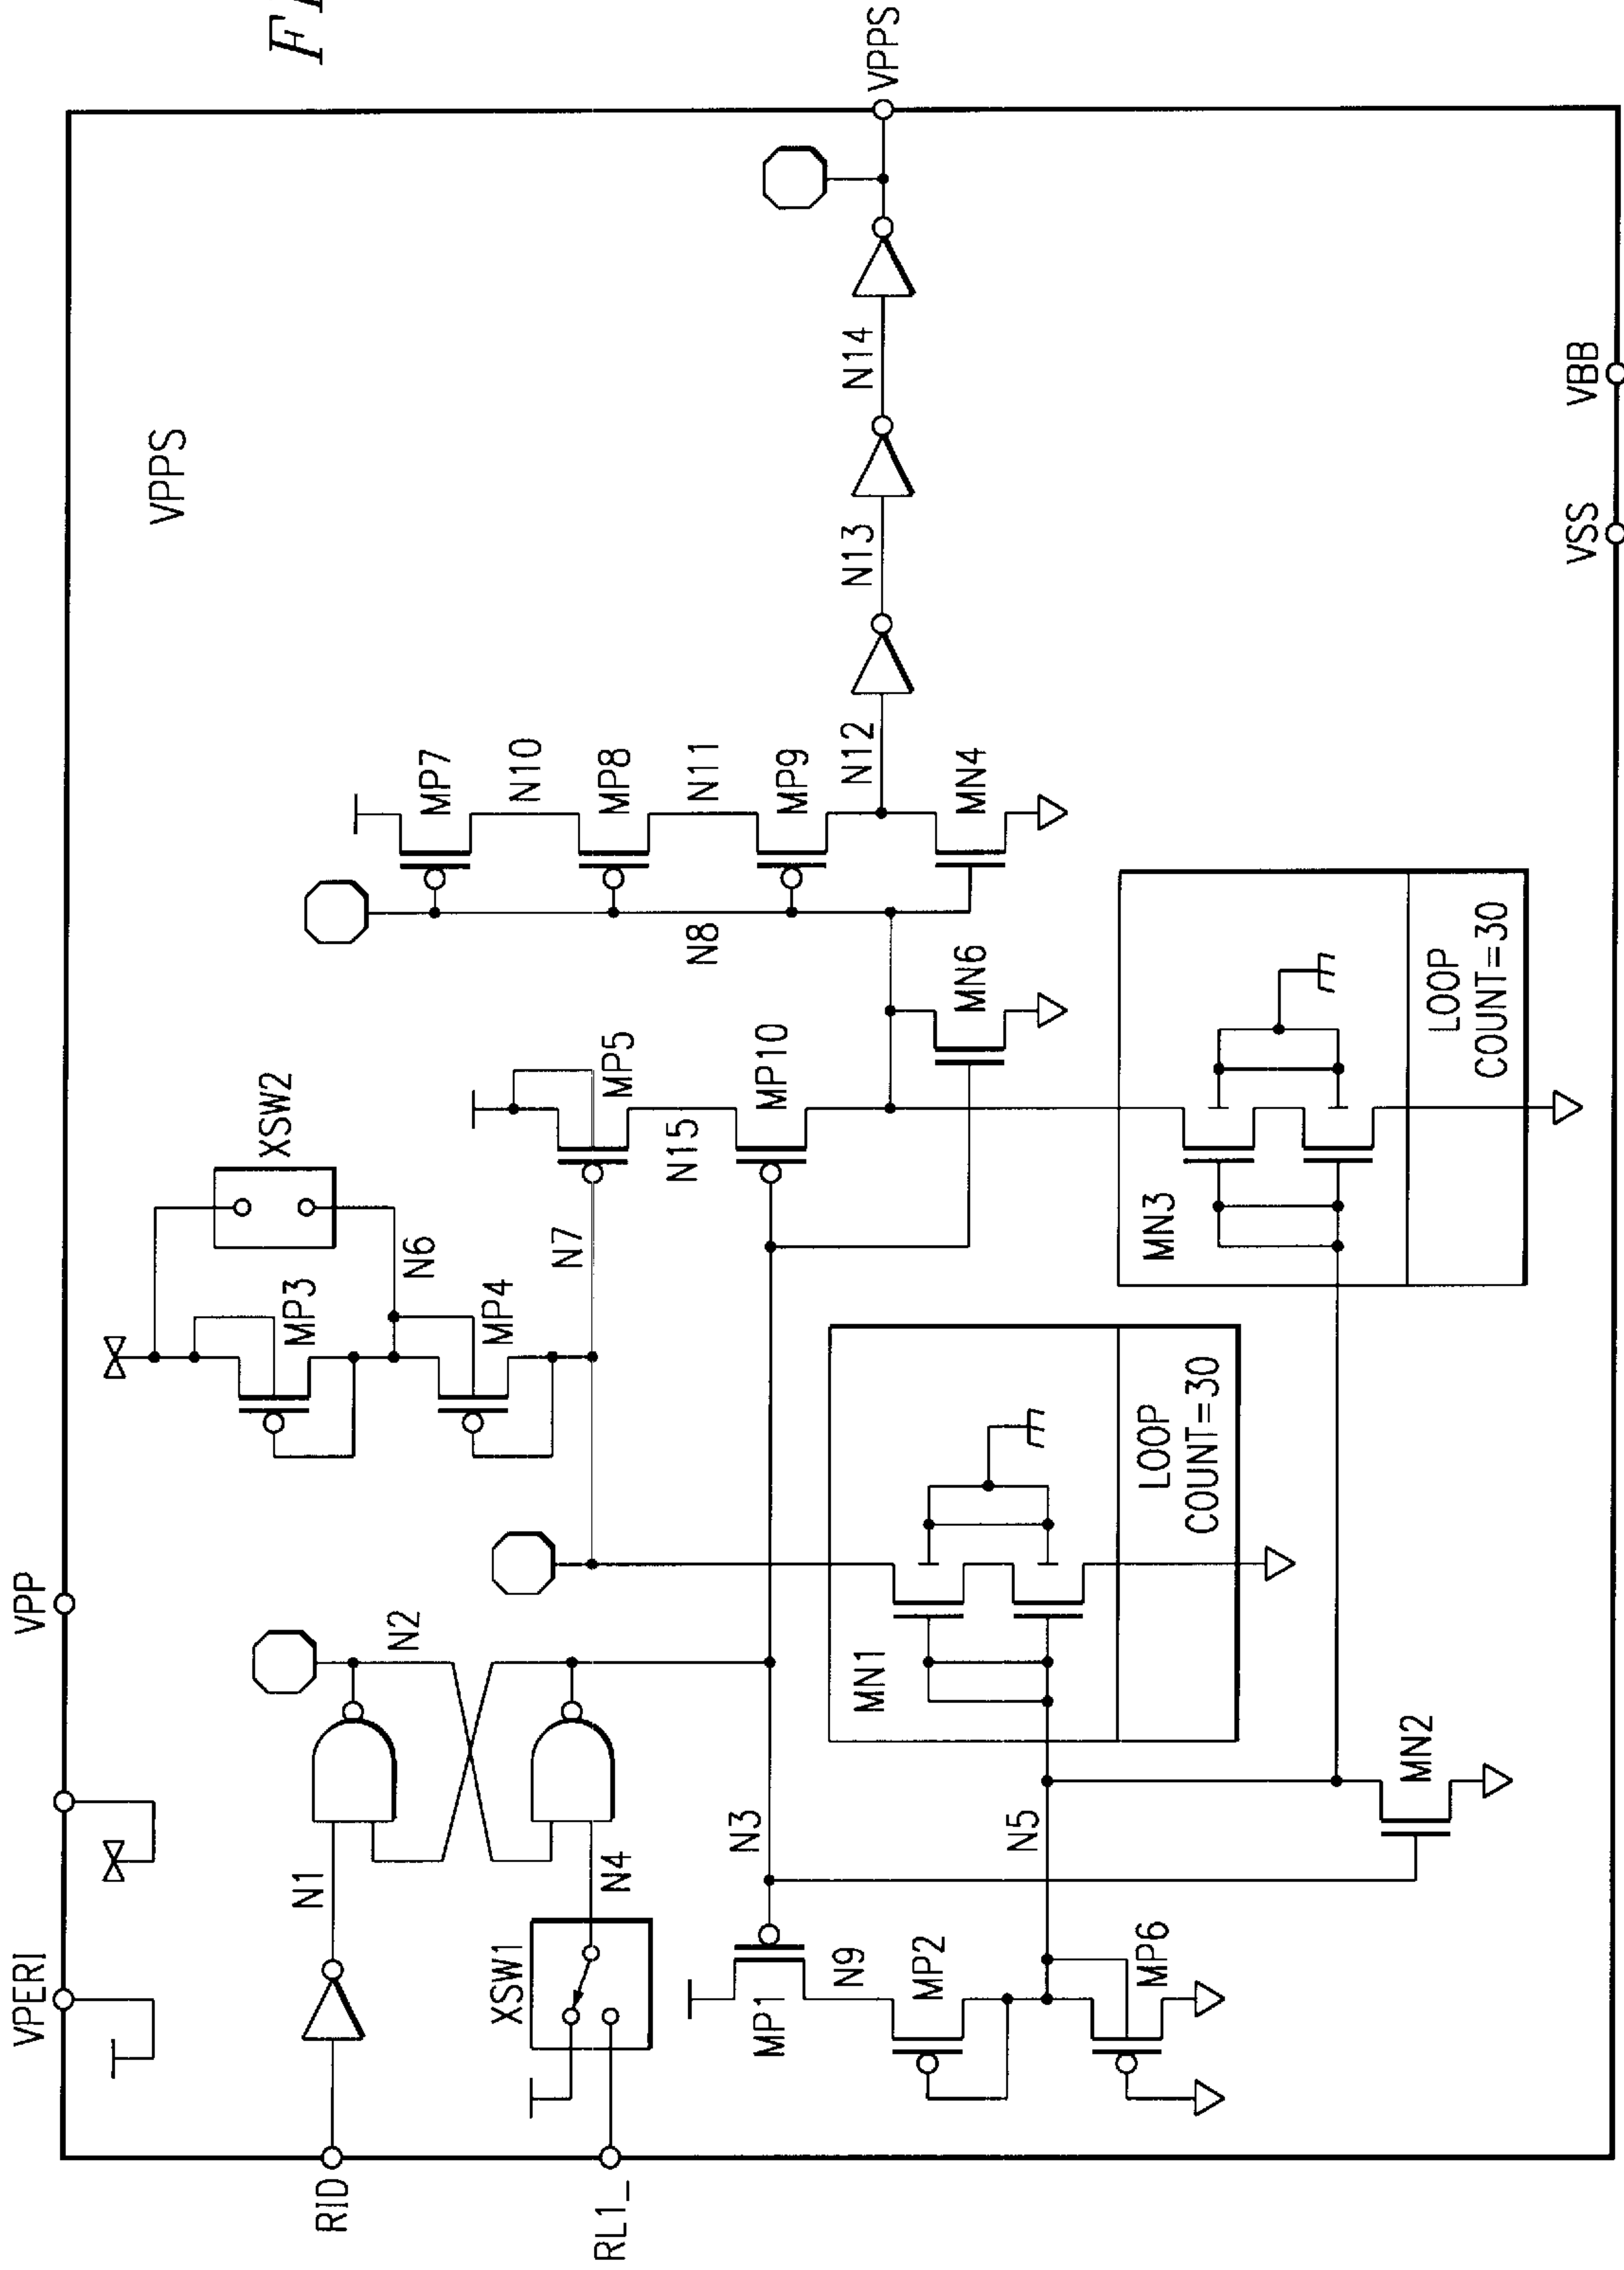 F
VPPS
VPP
VPERI
RID
RL1_
N1
N2
N4
XSW1
XSW2
MP3
N6
MP4
N7
MP5
N15
MP10
MP7
N10
MP8
N11
MP9
N8
N12
MN4
MN6
N13
N14
VPPS
N3
MP1
N9
MP2
N5
MP6
MN1
LOOP
COUNT=30
MN3
LOOP
COUNT=30
MN2
VSS
VBB